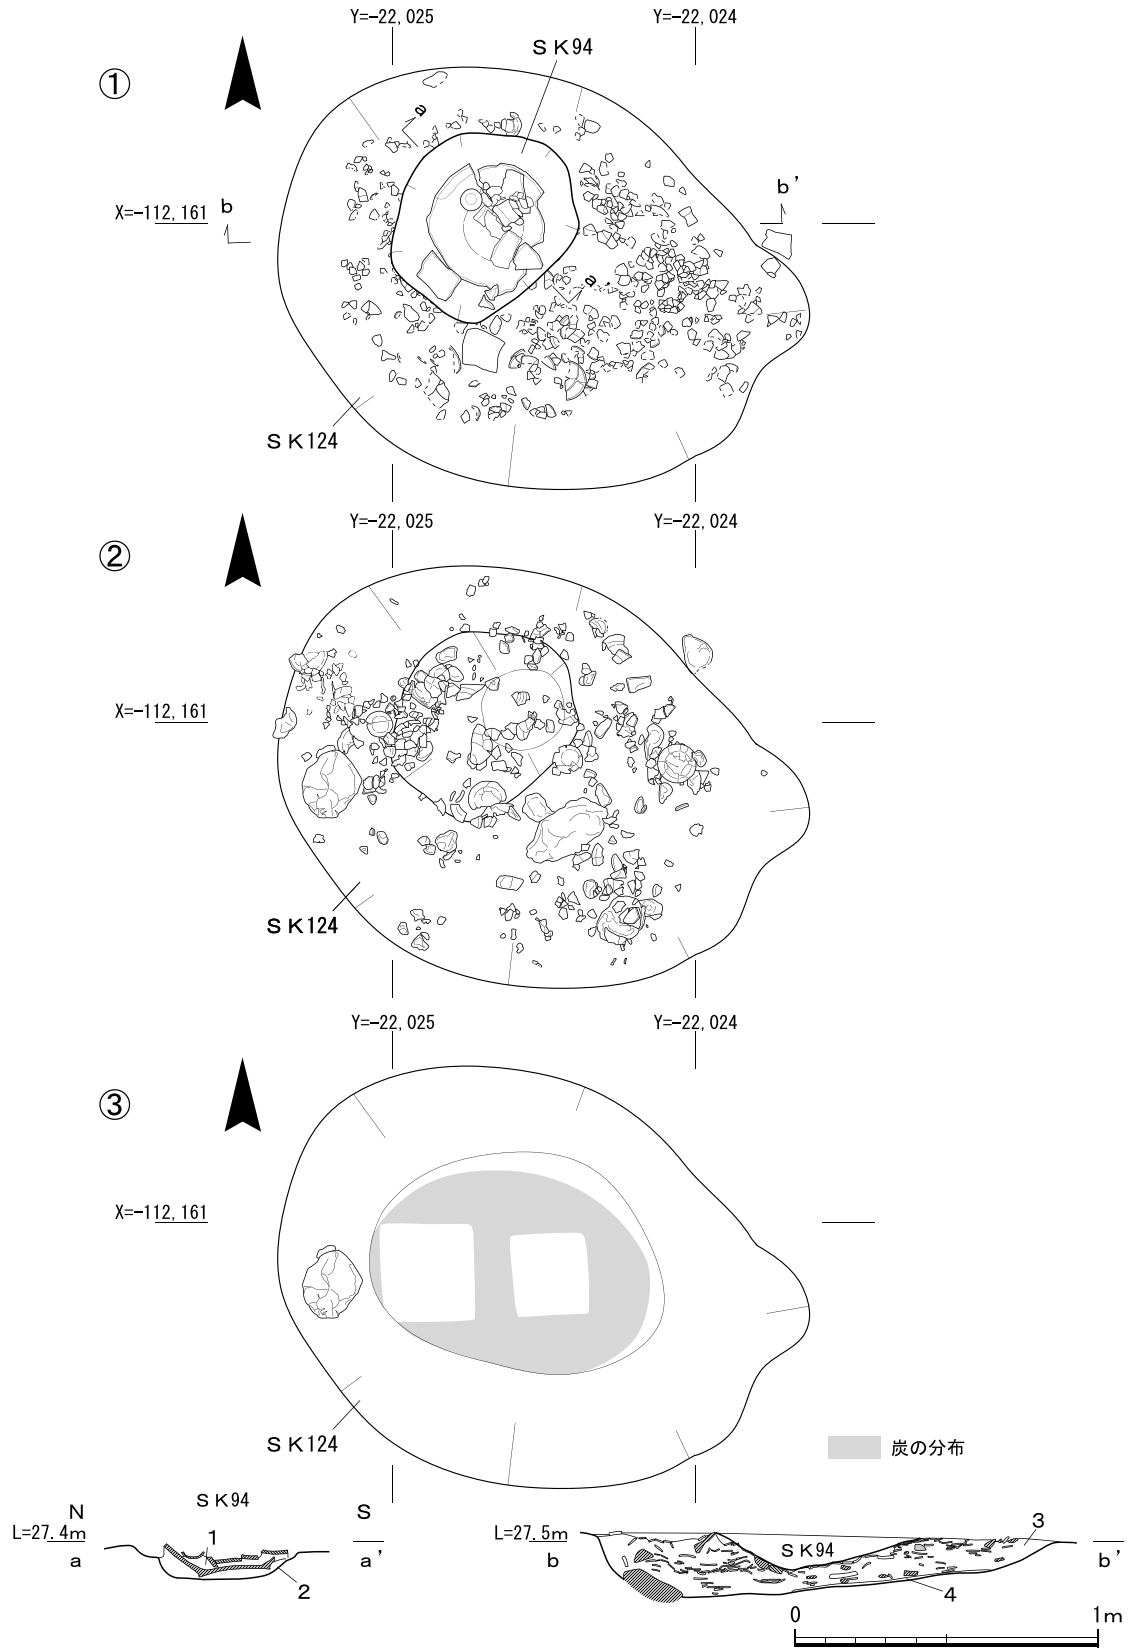 Y=-22,025
Y=-22,024
①
SK94
a
X=-112,161
b
b'
a'
SK124
Y=-22,025
Y=-22,024
②
X=-112,161
SK124
Y=-22,025
Y=-22,024
③
X=-112,161
SK124
炭の分布
N
SK94
S
L=27.4m
1
a
a'
2
L=27.5m
b
SK94
3
b'
4
0
1m